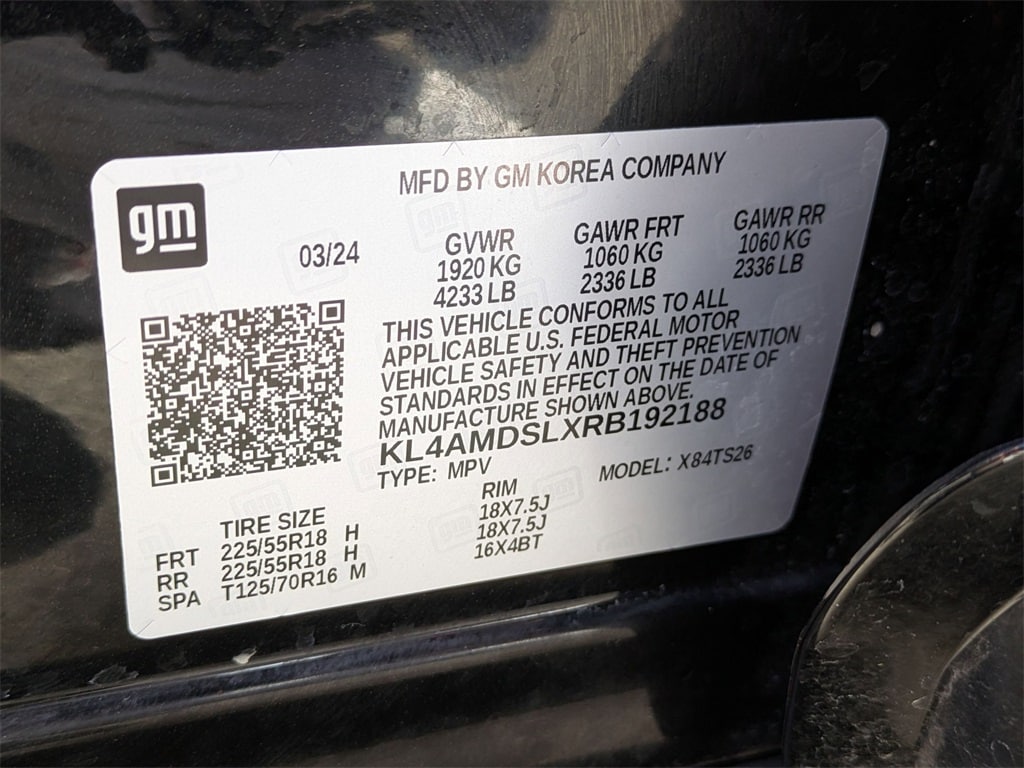 gm
MFD BY GM KOREA COMPANY
03/24
GVWR GAWR FRT GAWR RR
1920 KG 1060 KG 1060 KG
4233 LB 2336 LB 2336 LB
THIS VEHICLE CONFORMS TO ALL
APPLICABLE U.S. FEDERAL MOTOR
VEHICLE SAFETY AND THEFT PREVENTION
STANDARDS IN EFFECT ON THE DATE OF
MANUFACTURE SHOWN ABOVE.
KL4AMDSLXRB192188
TYPE: MPV MODEL: X84TS26
TIRE SIZE RIM
FRT 225/55R18 H 18X7.5J
RR 225/55R18 H 18X7.5J
SPA T125/70R16 M 16X4BT